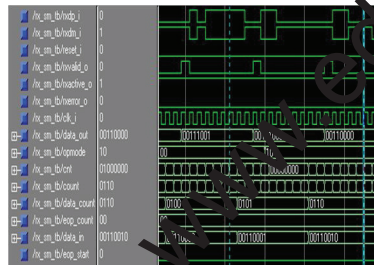 /rx_sm_tb/rxdp_i 0
/rx_sm_tb/rxdm_i 1
/rx_sm_tb/reset_i 0
/rx_sm_tb/rxvalid_o 0
/rx_sm_tb/rxactive_o 1
/rx_sm_tb/rxerror_o 0
/rx_sm_tb/clk_i 0
/rx_sm_tb/data_out 00110000 00111001 00110000
/rx_sm_tb/opmode 10 00
/rx_sm_tb/cnt 01000000
/rx_sm_tb/count 0110
/rx_sm_tb/data_count 0110 0100 0101 0110
/rx_sm_tb/eop_count 00 00
/rx_sm_tb/data_in 00110010 00110001 00110010
/rx_sm_tb/eop_start 0
www.